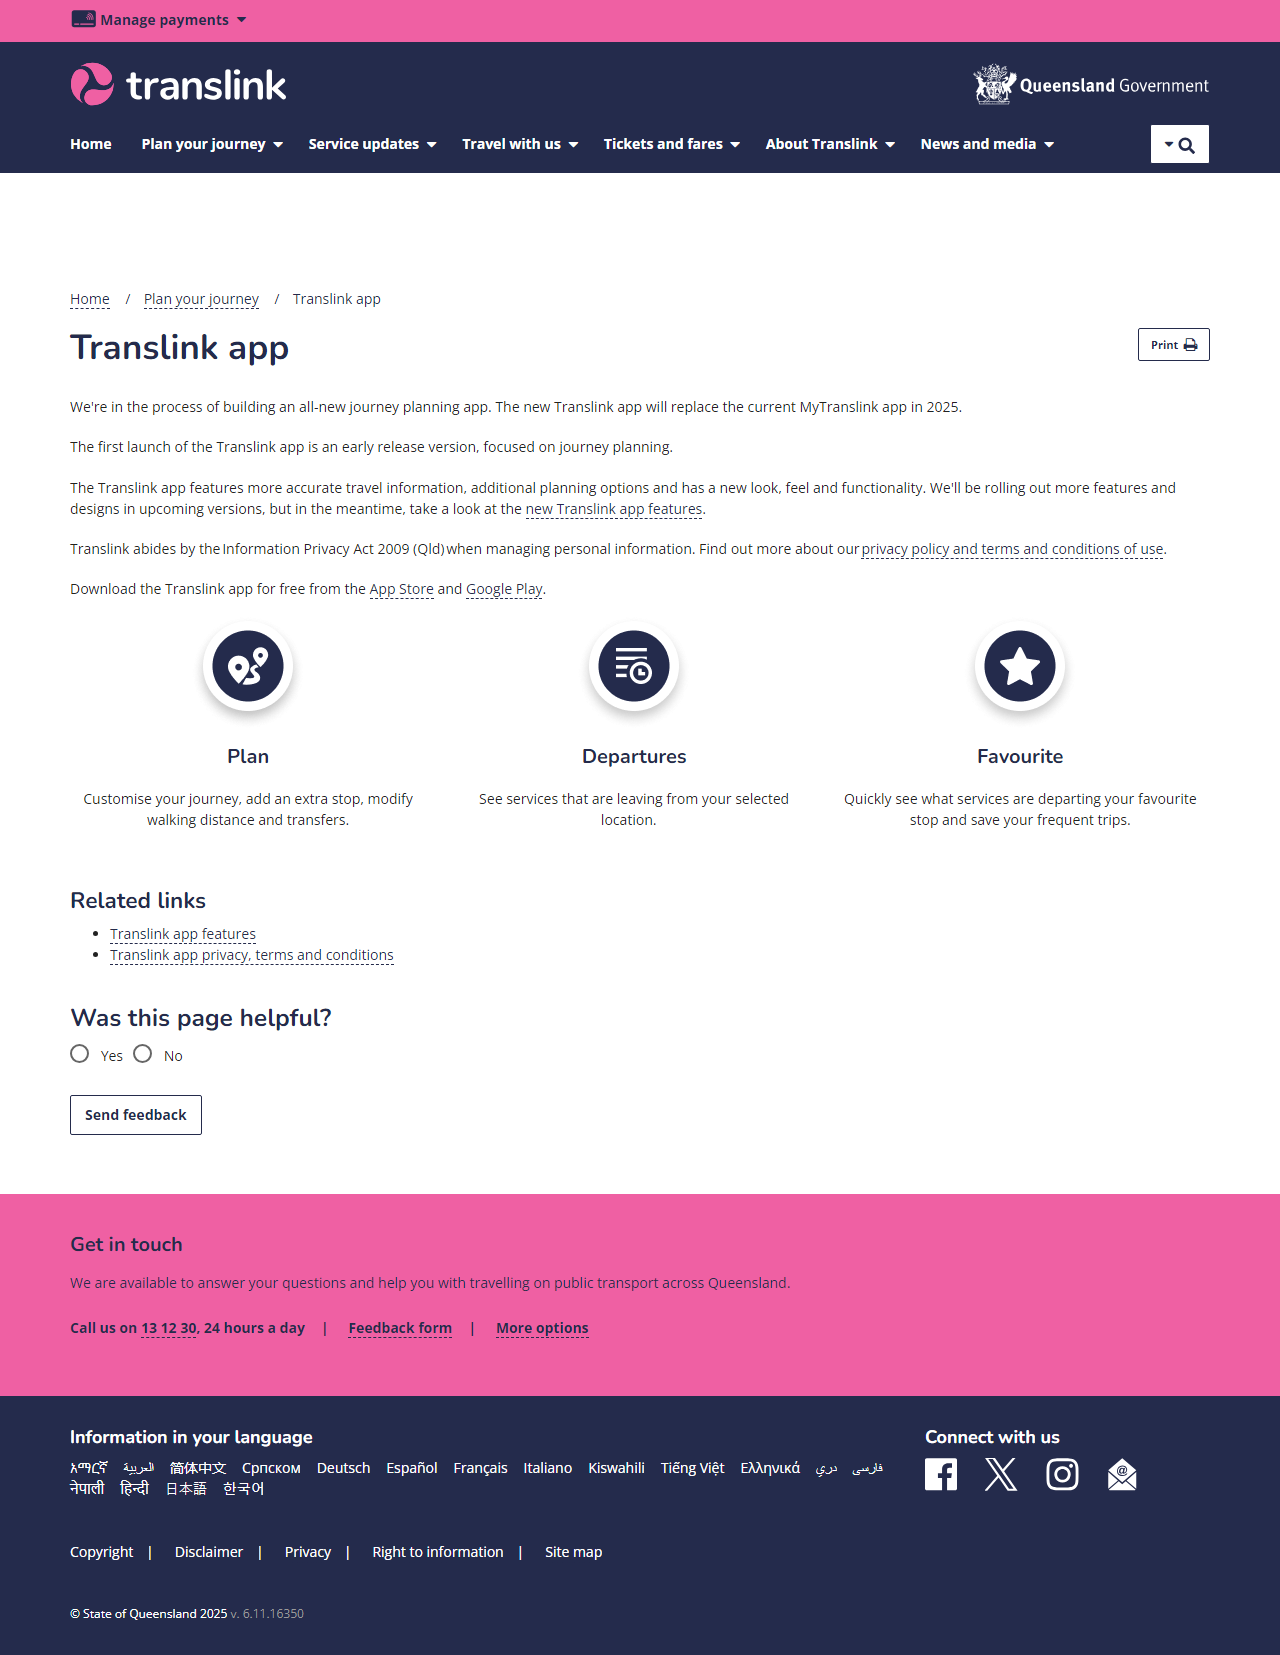 Manage payments
translink
Queensland Government
Home Plan your journey Service updates Travel with us Tickets and fares About Translink News and media
Home / Plan your journey / Translink app
Translink app
Print
We're in the process of building an all-new journey planning app. The new Translink app will replace the current MyTranslink app in 2025.
The first launch of the Translink app is an early release version, focused on journey planning.
The Translink app features more accurate travel information, additional planning options and has a new look, feel and functionality. We'll be rolling out more features and
designs in upcoming versions, but in the meantime, take a look at the new Translink app features.
Translink abides by the Information Privacy Act 2009 (Qld) when managing personal information. Find out more about our privacy policy and terms and conditions of use.
Download the Translink app for free from the App Store and Google Play.
Plan
Customise your journey, add an extra stop, modify
walking distance and transfers.
Departures
See services that are leaving from your selected
location.
Favourite
Quickly see what services are departing your favourite
stop and save your frequent trips.
Related links
• Translink app features
• Translink app privacy, terms and conditions
Was this page helpful?
Yes No
Send feedback
Get in touch
We are available to answer your questions and help you with travelling on public transport across Queensland.
Call us on 13 12 30, 24 hours a day | Feedback form | More options
Information in your language
አማርኛ العربية 简体中文 Српском Deutsch Español Français Italiano Kiswahili Tiếng Việt Ελληνικά دري فارسی
नेपाली हिन्दी 日本語 한국어
Connect with us
Copyright | Disclaimer | Privacy | Right to information | Site map
© State of Queensland 2025 v. 6.11.16350